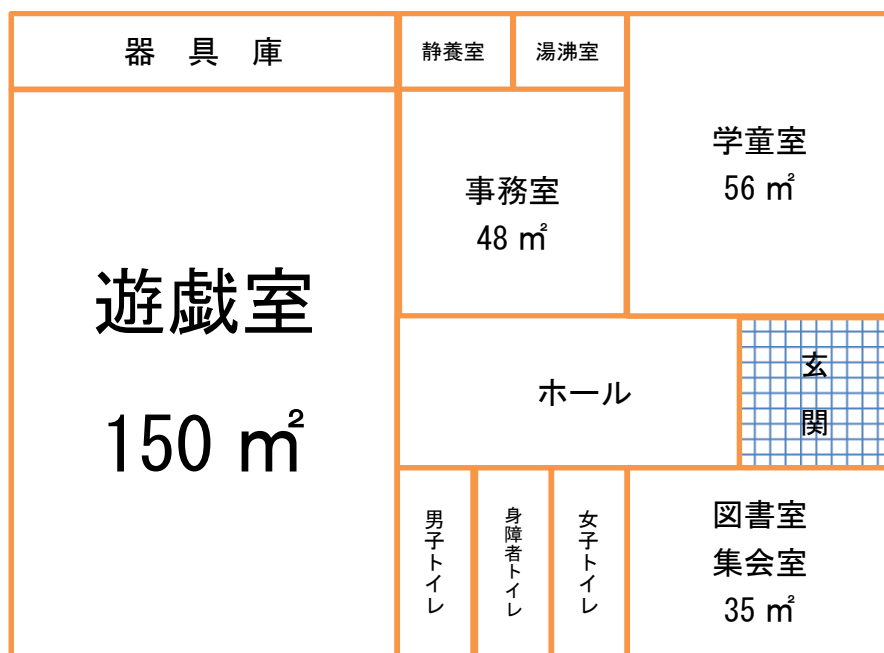 器 具 庫
静養室
湯沸室
学童室
56 ㎡
事務室
48 ㎡
遊戯室
150 ㎡
ホール
玄
関
男子トイレ
身障者トイレ
女子トイレ
図書室
集会室
35 ㎡